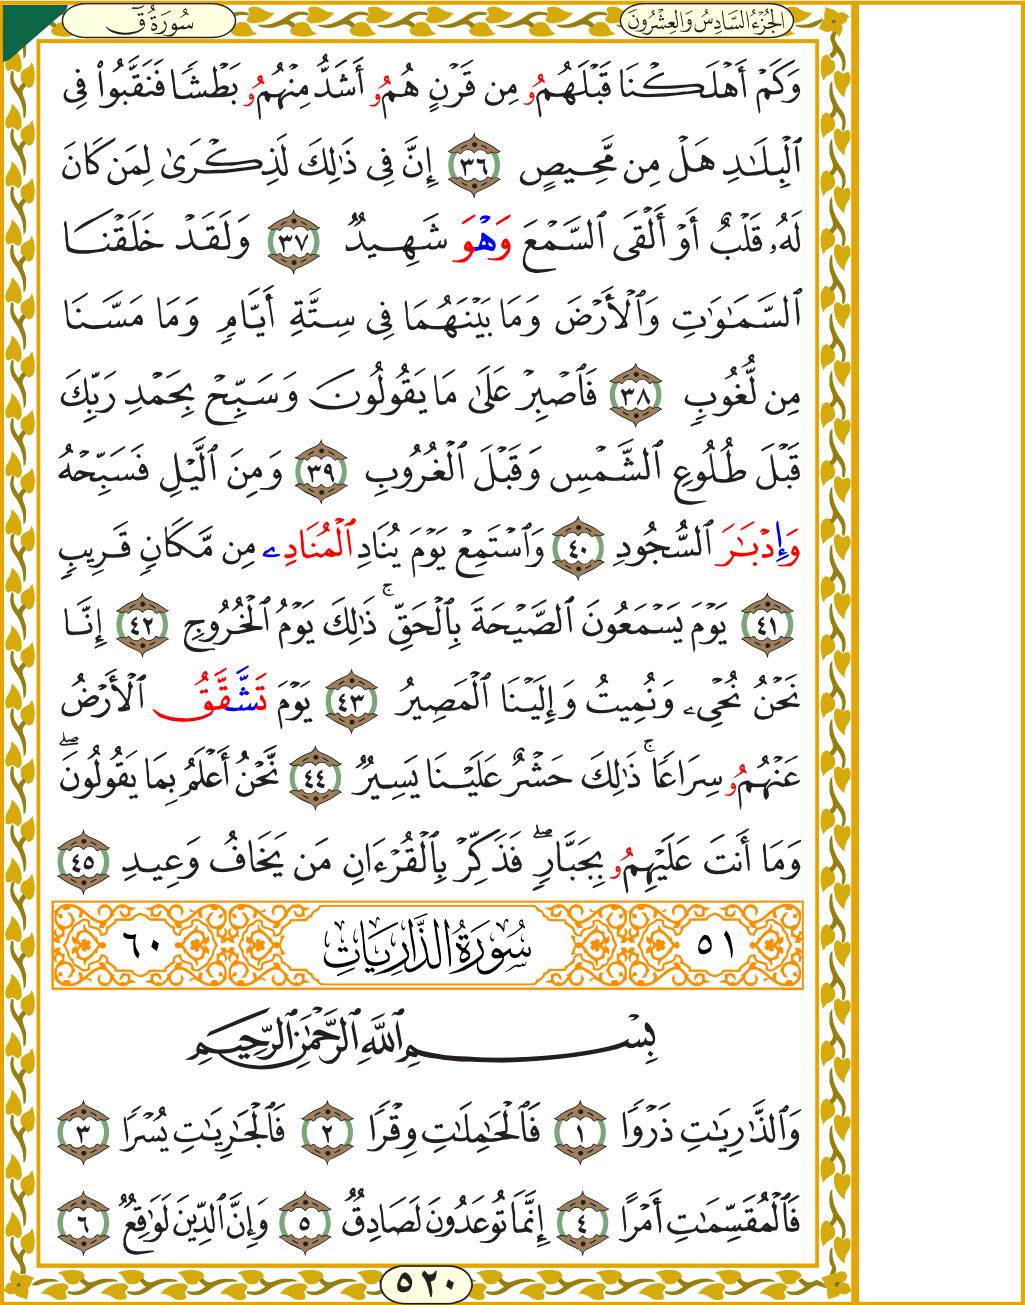 الجُزْءُ السَّادِسُ وَالعِشْرُونَ
سُورَةُ قٓ
وَكَمْ أَهْلَكْنَا قَبْلَهُمُۥ مِن قَرْنٍ هُمُۥ أَشَدُّ مِنْهُمُۥ بَطْشًا فَنَقَّبُوا۟ فِى
ٱلْبِلَٰدِ هَلْ مِن مَّحِيصٍ ٣٦ إِنَّ فِى ذَٰلِكَ لَذِكْرَىٰ لِمَن كَانَ
لَهُۥ قَلْبٌ أَوْ أَلْقَى ٱلسَّمْعَ وَهْوَ شَهِيدٌ ٣٧ وَلَقَدْ خَلَقْنَا
ٱلسَّمَٰوَٰتِ وَٱلْأَرْضَ وَمَا بَيْنَهُمَا فِى سِتَّةِ أَيَّامٍ وَمَا مَسَّنَا
مِن لُّغُوبٍ ٣٨ فَٱصْبِرْ عَلَىٰ مَا يَقُولُونَ وَسَبِّحْ بِحَمْدِ رَبِّكَ
قَبْلَ طُلُوعِ ٱلشَّمْسِ وَقَبْلَ ٱلْغُرُوبِ ٣٩ وَمِنَ ٱلَّيْلِ فَسَبِّحْهُ
وَإِدْبَٰرَ ٱلسُّجُودِ ٤٠ وَٱسْتَمِعْ يَوْمَ يُنَادِ ٱلْمُنَادِۦ مِن مَّكَانٍ قَرِيبٍ
٤١ يَوْمَ يَسْمَعُونَ ٱلصَّيْحَةَ بِٱلْحَقِّ ۚ ذَٰلِكَ يَوْمُ ٱلْخُرُوجِ ٤٢ إِنَّا
نَحْنُ نُحْىِۦ وَنُمِيتُ وَإِلَيْنَا ٱلْمَصِيرُ ٤٣ يَوْمَ تَشَّقَّقُ ٱلْأَرْضُ
عَنْهُمُۥ سِرَاعًا ۚ ذَٰلِكَ حَشْرٌ عَلَيْنَا يَسِيرٌ ٤٤ نَّحْنُ أَعْلَمُ بِمَا يَقُولُونَ ۖ
وَمَا أَنتَ عَلَيْهِمُۥ بِجَبَّارٍ ۖ فَذَكِّرْ بِٱلْقُرْءَانِ مَن يَخَافُ وَعِيدِ ٤٥
٥١ سُورَةُ الذَّارِيَاتِ ٦٠
بِسْمِ ٱللَّهِ ٱلرَّحْمَٰنِ ٱلرَّحِيمِ
وَٱلذَّٰرِيَٰتِ ذَرْوًا ١ فَٱلْحَٰمِلَٰتِ وِقْرًا ٢ فَٱلْجَٰرِيَٰتِ يُسْرًا ٣
فَٱلْمُقَسِّمَٰتِ أَمْرًا ٤ إِنَّمَا تُوعَدُونَ لَصَادِقٌ ٥ وَإِنَّ ٱلدِّينَ لَوَٰقِعٌ ٦
٥٢٠